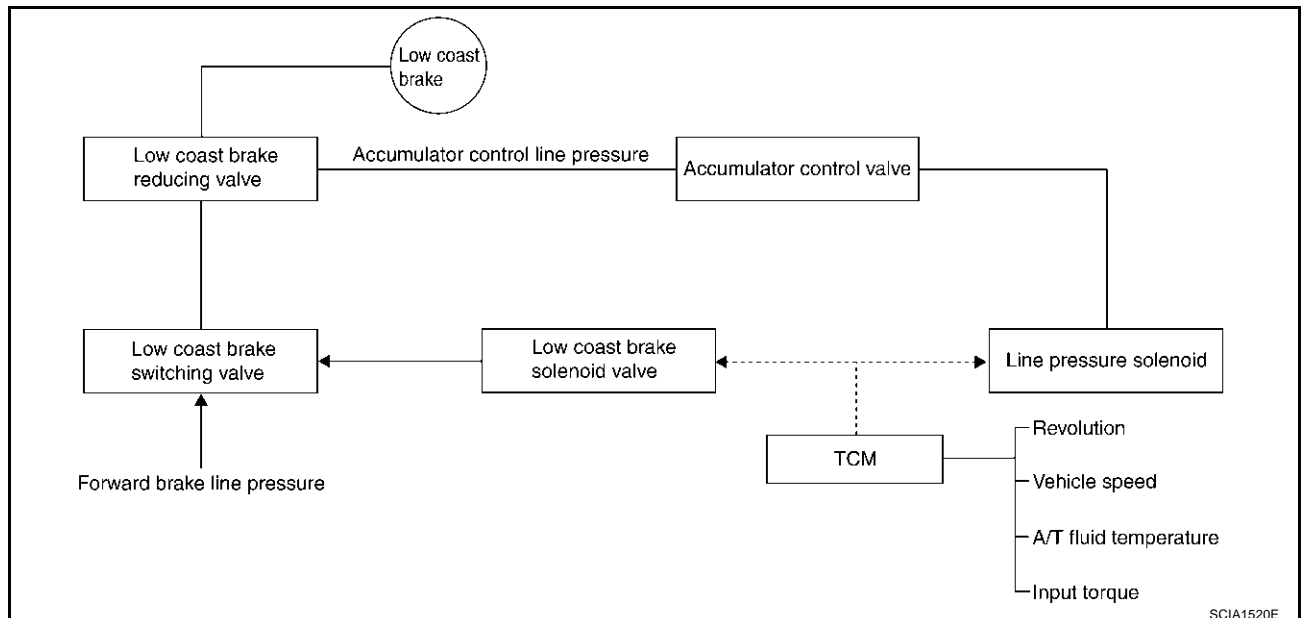 Low coast
brake
Low coast brake
reducing valve
Accumulator control line pressure
Accumulator control valve
Low coast brake
switching valve
Low coast brake
solenoid valve
Line pressure solenoid
TCM
Revolution
Forward brake line pressure
Vehicle speed
A/T fluid temperature
Input torque
SCIA1520E